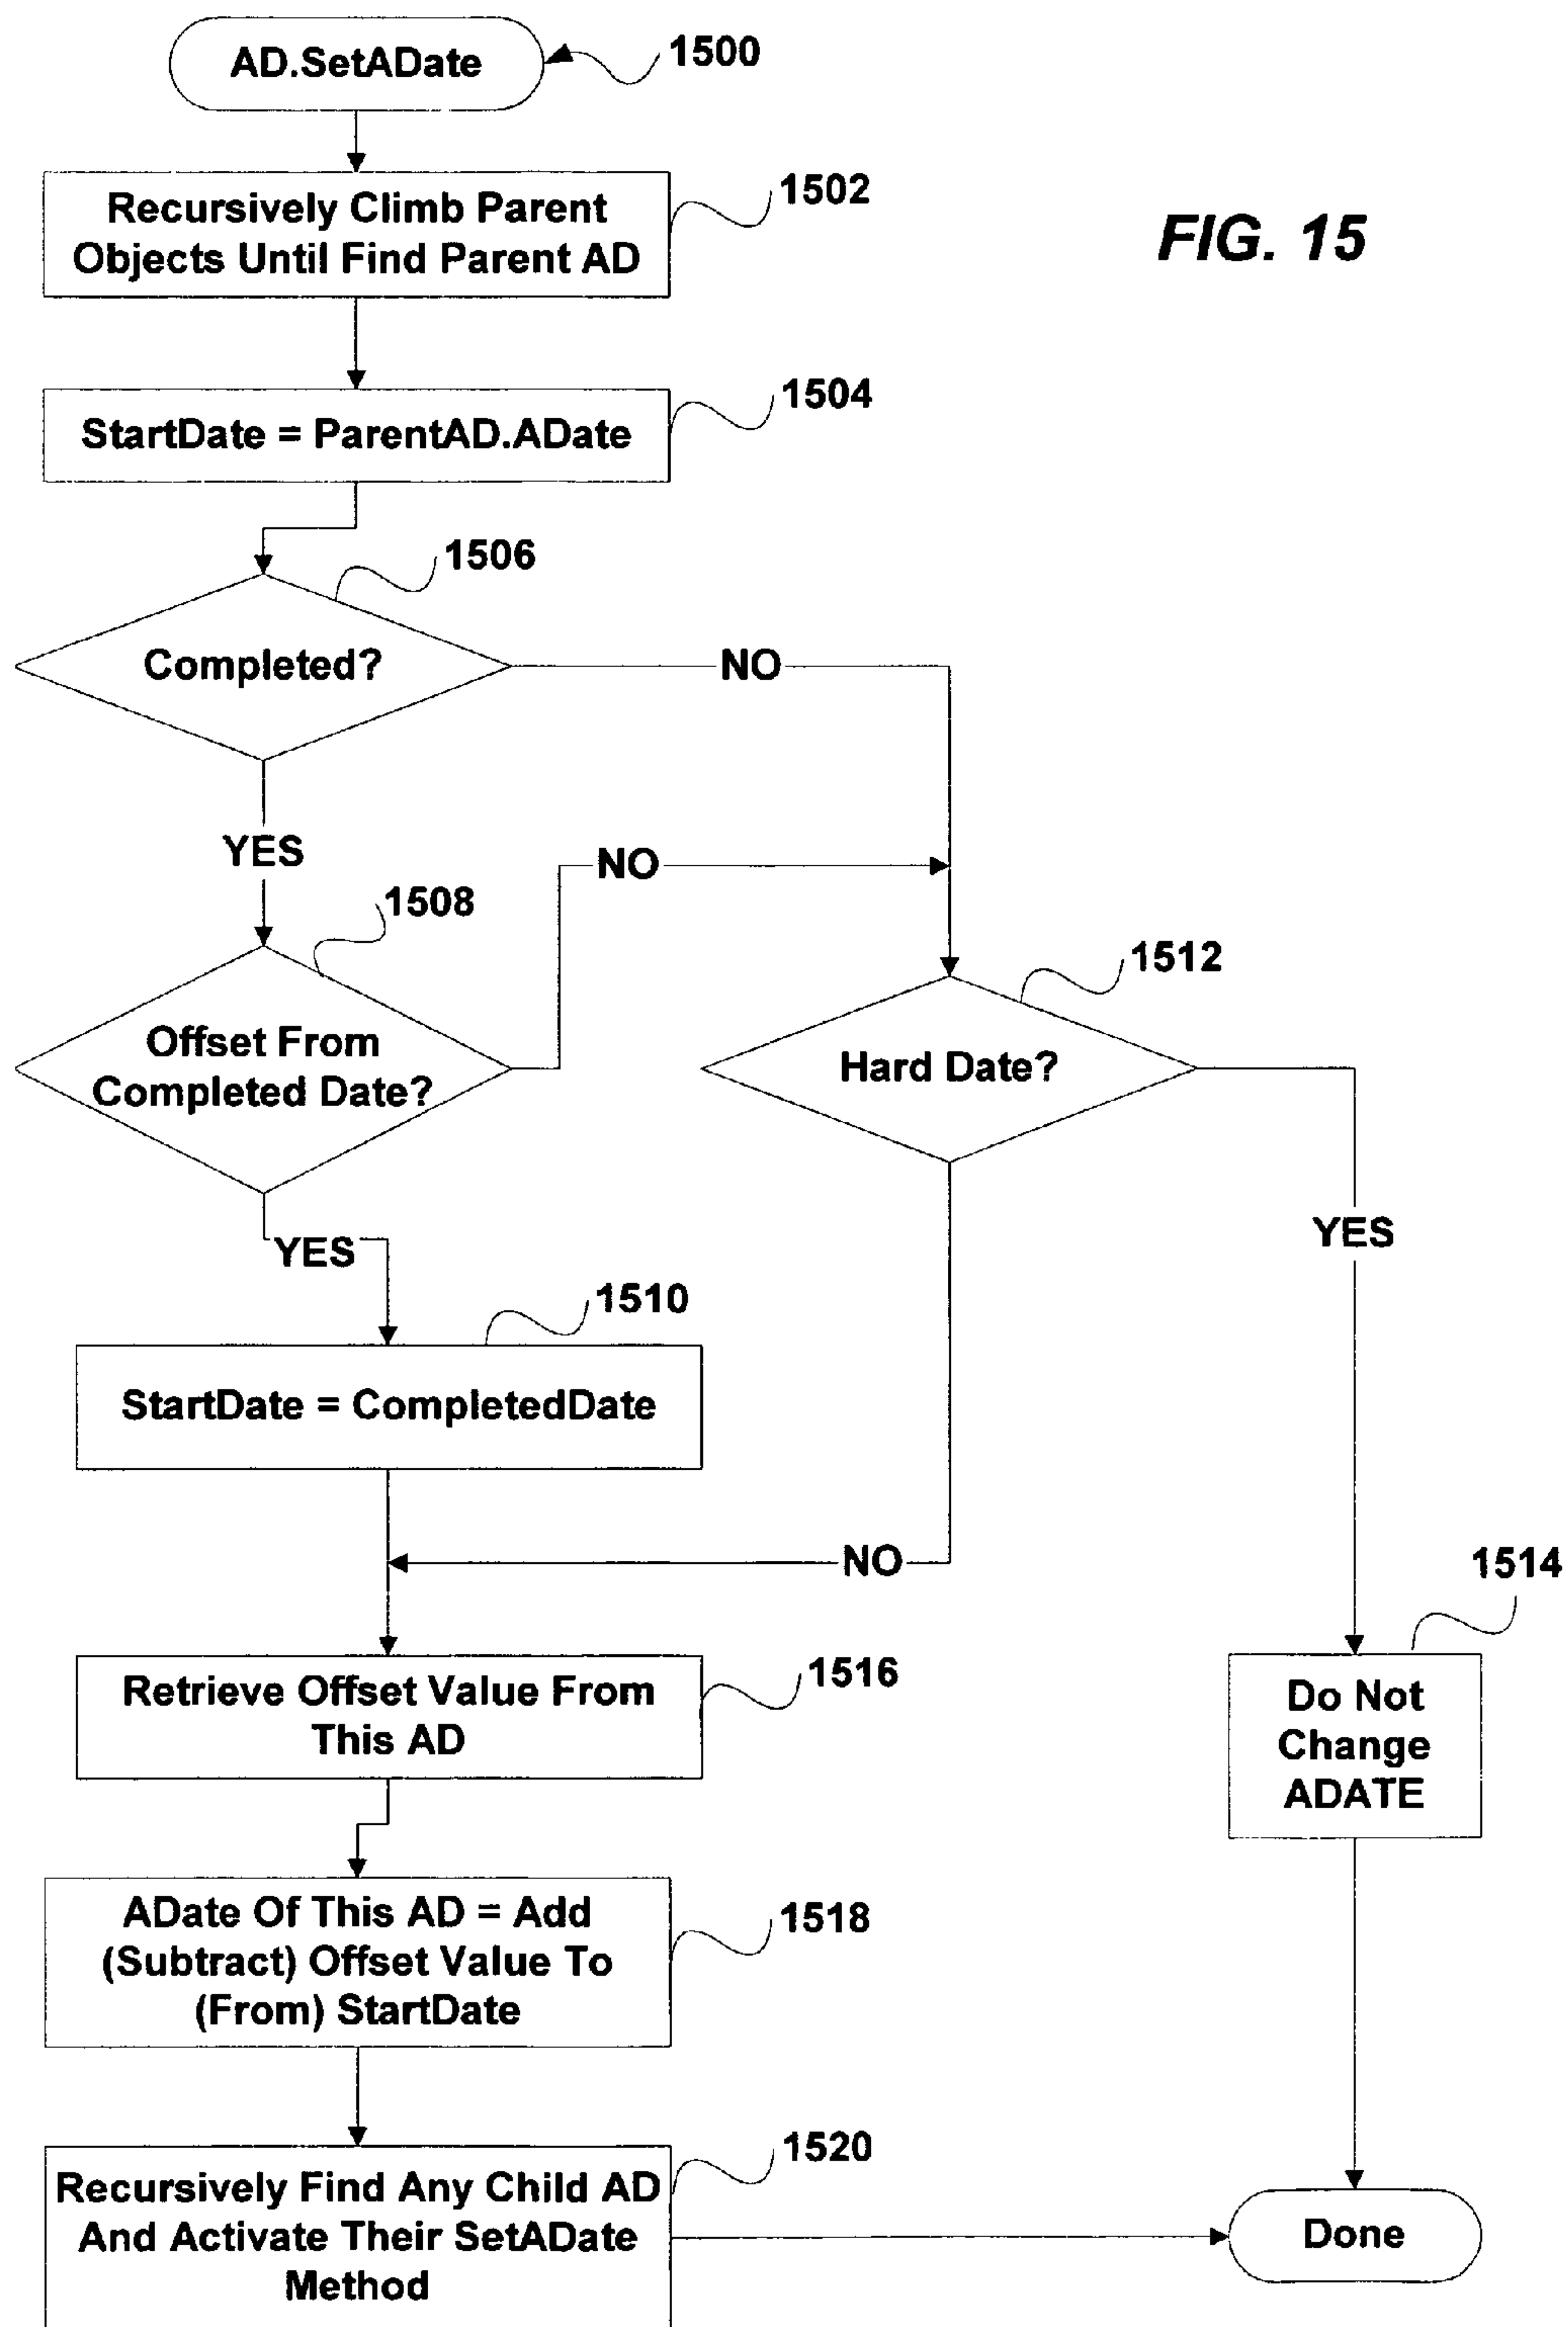 AD.SetADate
1500
Recursively Climb Parent
Objects Until Find Parent AD
1502
FIG. 15
StartDate = ParentAD.ADate
1504
1506
Completed?
NO
YES
NO
1508
1512
Offset From
Completed Date?
Hard Date?
YES
YES
1510
StartDate = CompletedDate
NO
1514
Retrieve Offset Value From
This AD
1516
Do Not
Change
ADATE
ADate Of This AD = Add
(Subtract) Offset Value To
(From) StartDate
1518
1520
Recursively Find Any Child AD
And Activate Their SetADate
Method
Done